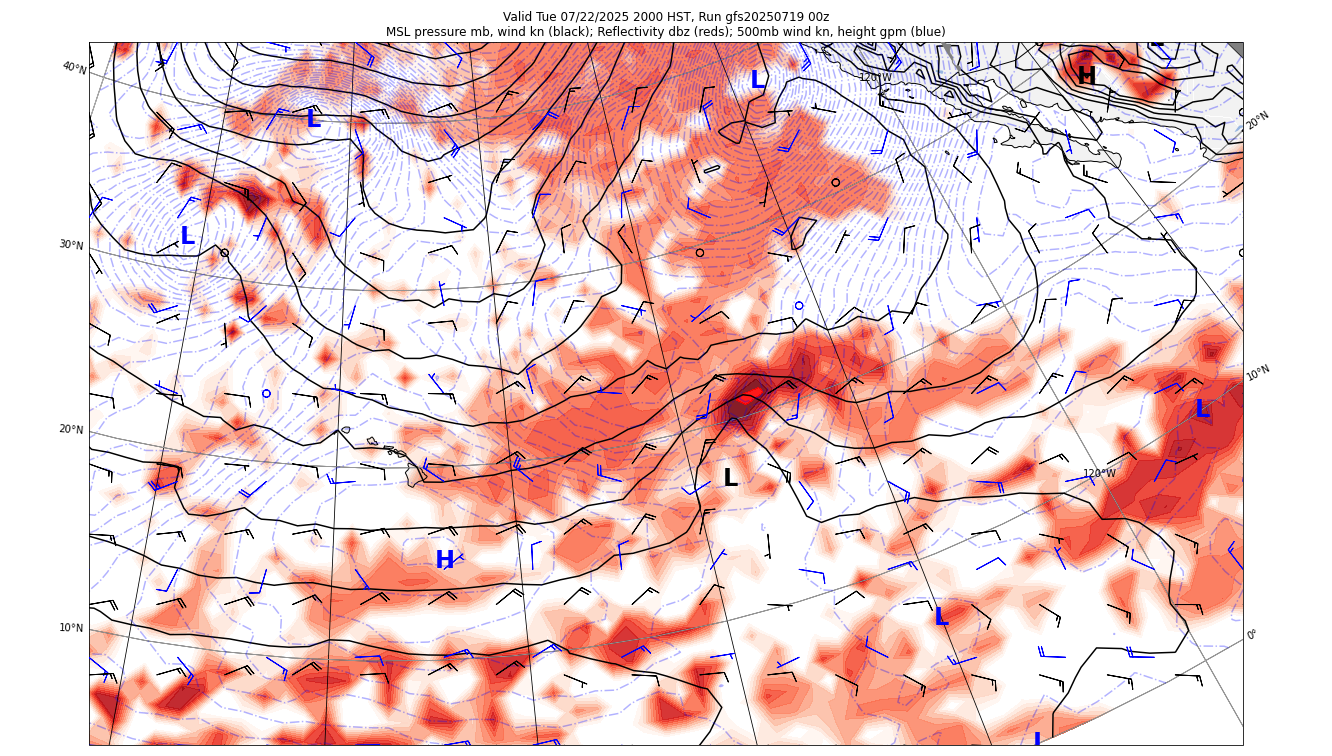 Valid Tue 07/22/2025 2000 HST, Run gfs20250719 00z
MSL pressure mb, wind kn (black); Reflectivity dbz (reds); 500mb wind kn, height gpm (blue)
40°N
L
120°W
H
L
20°N
L
30°N
10°N
L
20°N
120°W
L
H
L
10°N
0°
L